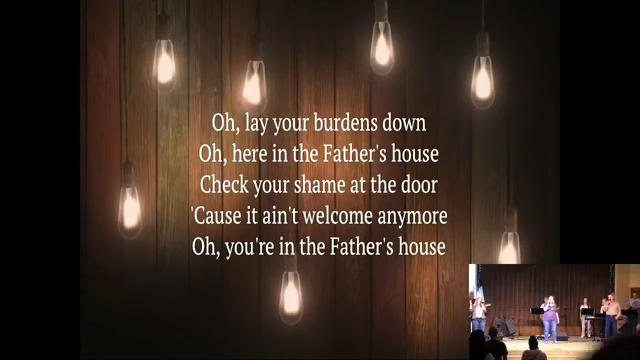 Oh, lay your burdens down
Oh, here in the Father's house
Check your shame at the door
'Cause it ain't welcome anymore
Oh, you're in the Father's house